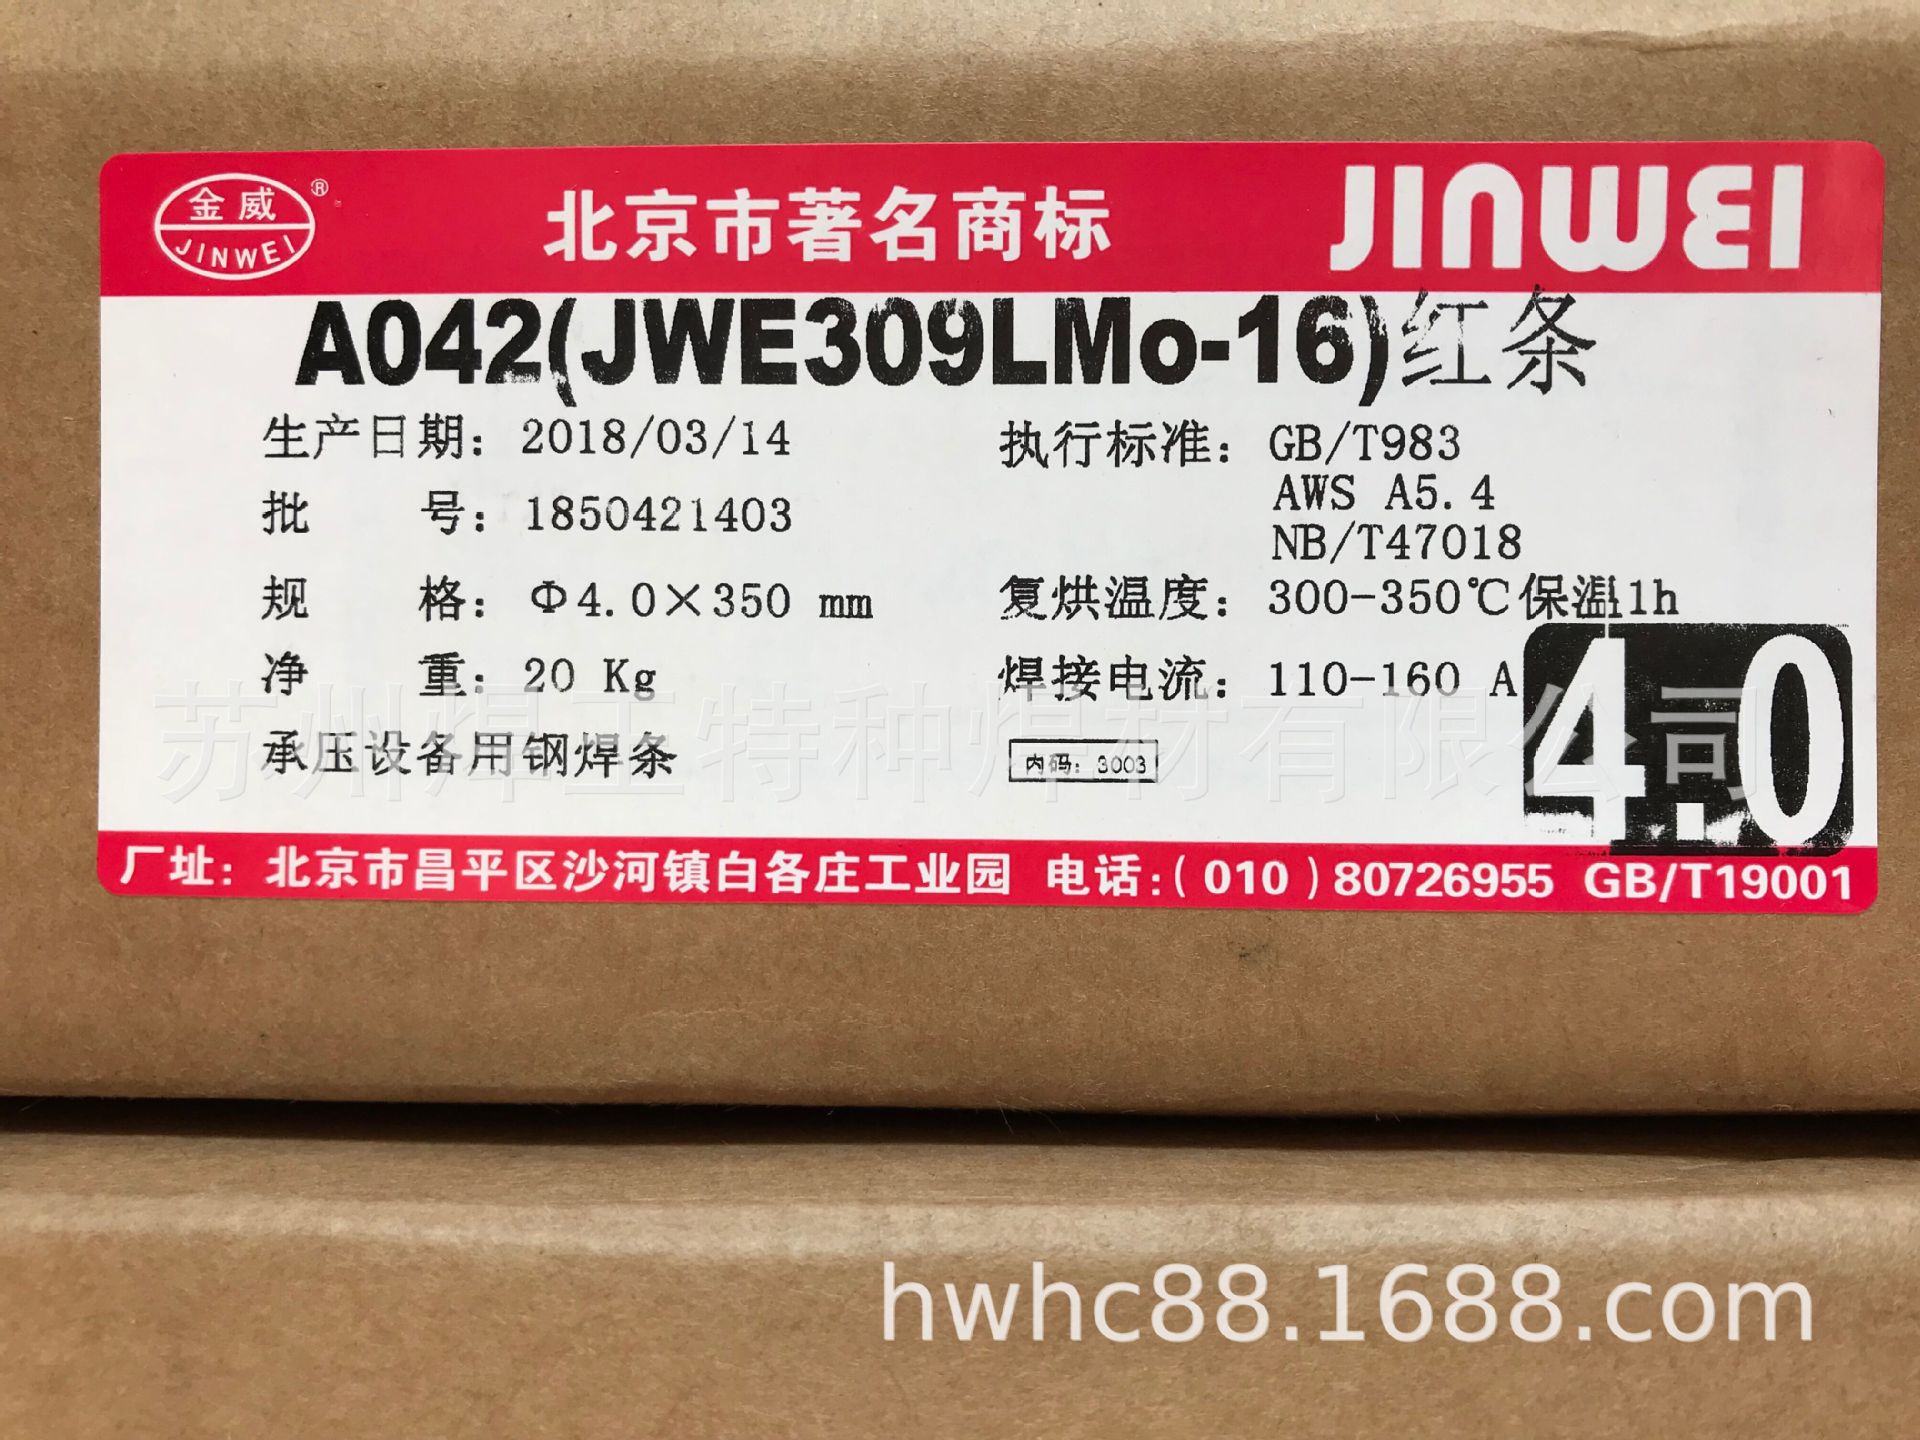 金威 ®
JINWEI
北京市著名商标
JINWEI
A042(JWE309LMo-16)红条
生产日期：2018/03/14
批 号：1850421403
规 格：Φ4.0×350 mm
净 重：20 Kg
承压设备用钢焊条
执行标准：GB/T983
AWS A5.4
NB/T47018
复烘温度：300-350℃保温1h
焊接电流：110-160 A
内码：3003
4.0
苏州焊王特种焊材有限公司
厂址：北京市昌平区沙河镇白各庄工业园 电话：（010）80726955 GB/T19001
hwhc88.1688.com